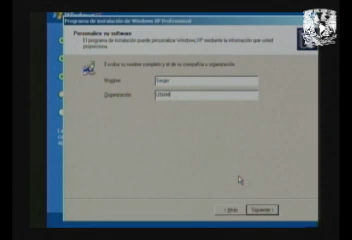 Programa de instalación de Windows XP Professional
Personalice su software
El programa de instalación puede personalizar Windows XP mediante la información que usted
proporcione.
Escriba su nombre completo y el de su compañía u organización.
Nombre:
Organización:
UNAM
< Atrás
Siguiente >